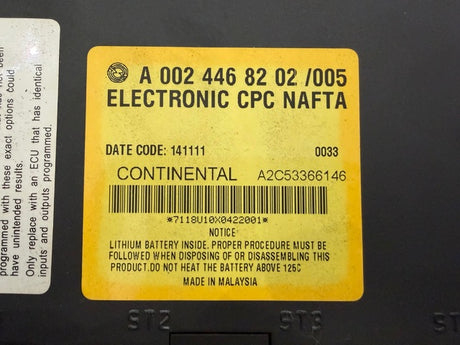 programmed with these exact options could
have unintended results.
Only replace with an ECU that has identical
inputs and outputs programmed.
A 002 446 82 02 /005
ELECTRONIC CPC NAFTA
DATE CODE: 141111 0033
CONTINENTAL A2C53366146
*7118U10X0422001*
NOTICE
LITHIUM BATTERY INSIDE. PROPER PROCEDURE MUST BE
FOLLOWED WHEN DISPOSING OF OR DISASSEMBLING THIS
PRODUCT.DO NOT HEAT THE BATTERY ABOVE 125C
MADE IN MALAYSIA
ST2 ST3